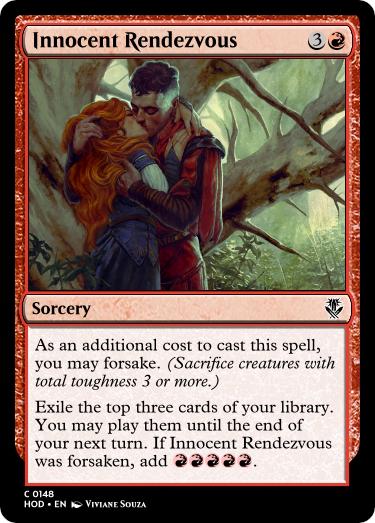 Innocent Rendezvous 3
Sorcery
As an additional cost to cast this spell,
you may forsake. (Sacrifice creatures with
total toughness 3 or more.)
Exile the top three cards of your library.
You may play them until the end of
your next turn. If Innocent Rendezvous
was forsaken, add .
C 0148
HOD • EN Viviane Souza